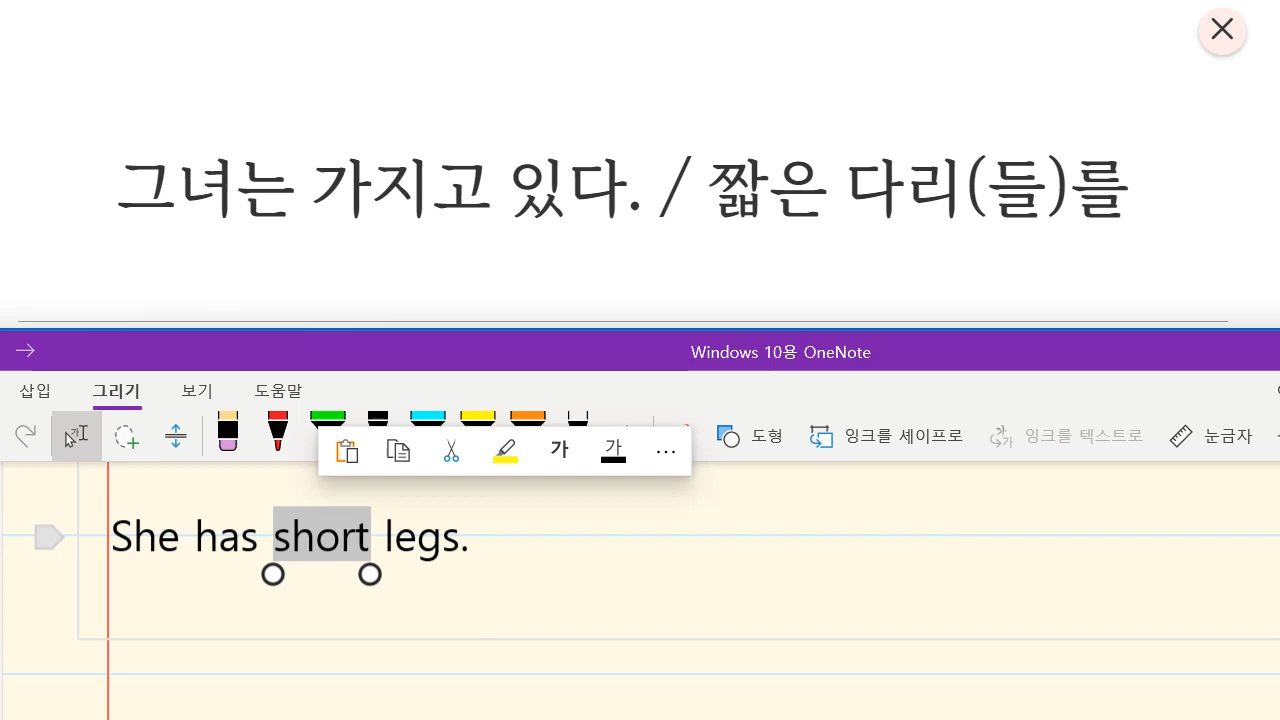 그녀는 가지고 있다. / 짧은 다리(들)를
Windows 10용 OneNote
삽입 그리기 보기 도움말
도형 잉크를 셰이프로 잉크를 텍스트로 눈금자
가 가 ...
She has short legs.